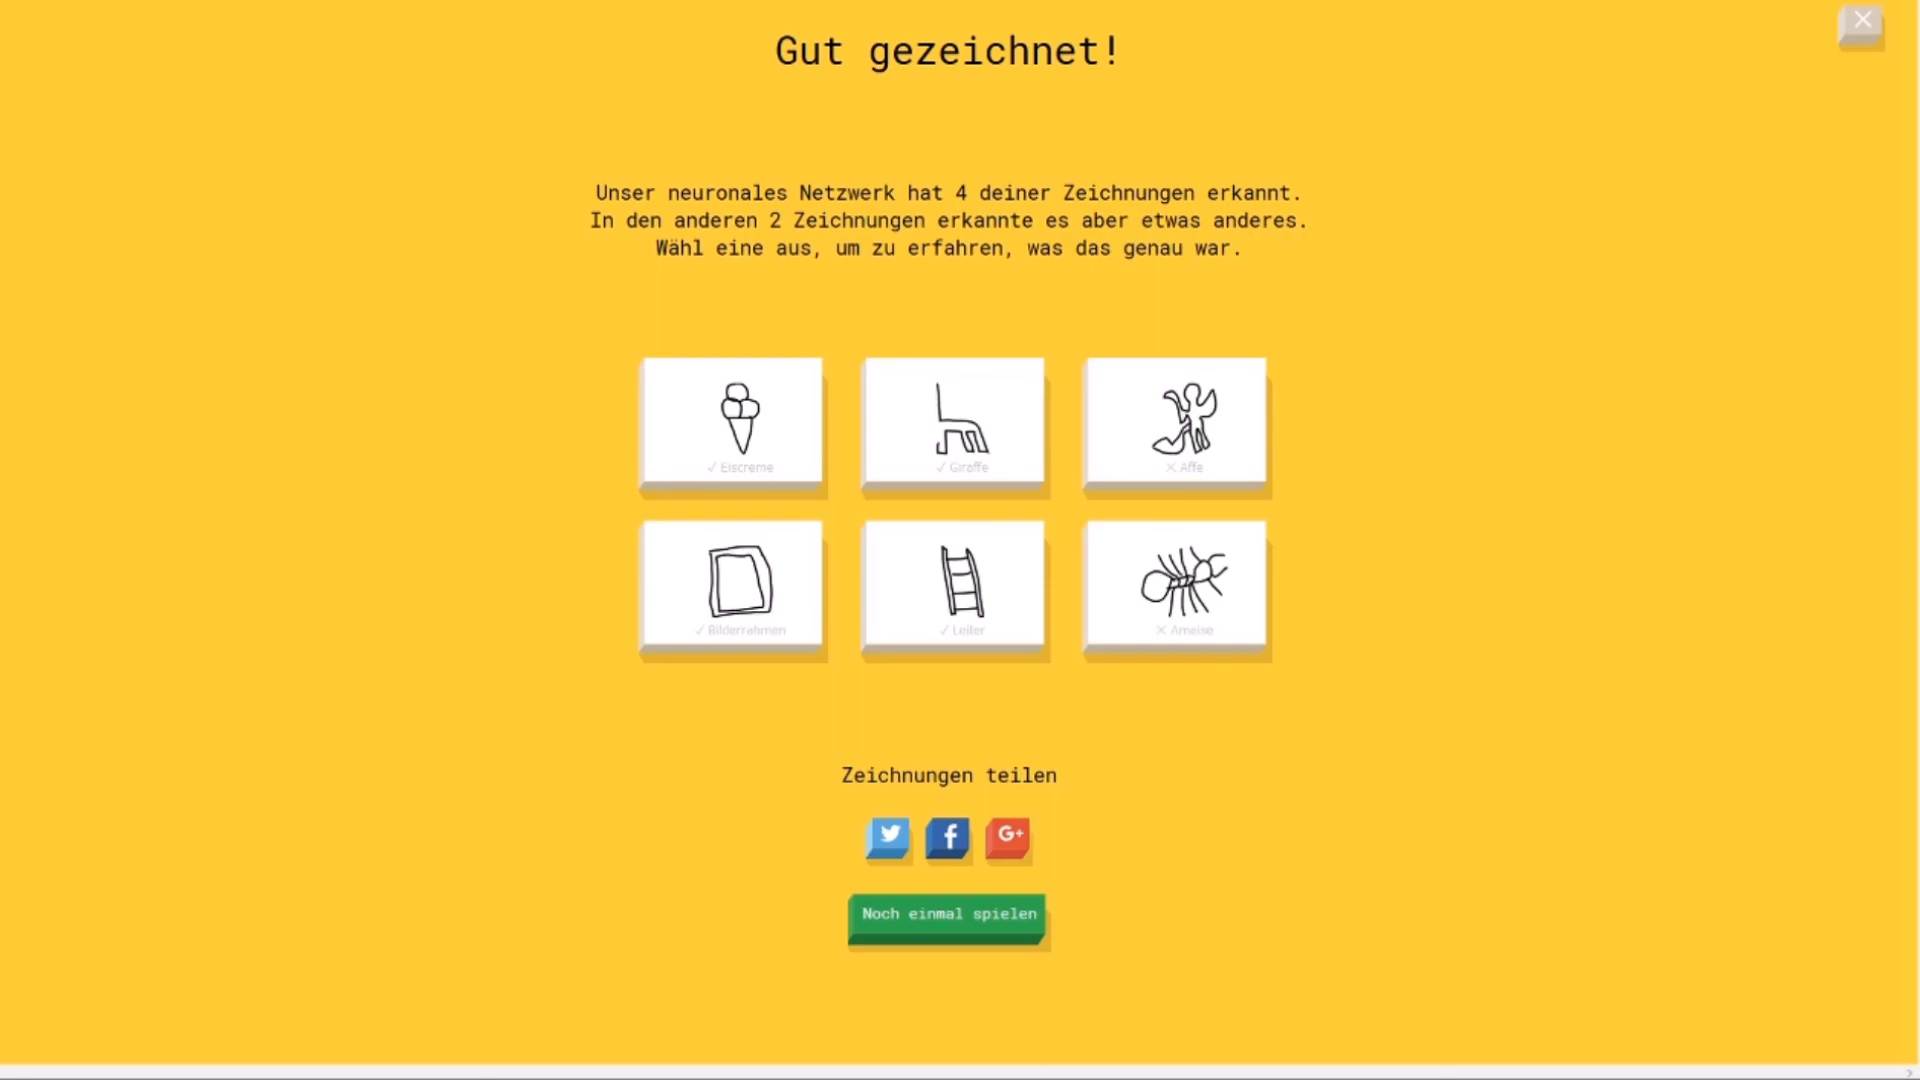 Gut gezeichnet!
Unser neuronales Netzwerk hat 4 deiner Zeichnungen erkannt.
In den anderen 2 Zeichnungen erkannte es aber etwas anderes.
Wähl eine aus, um zu erfahren, was das genau war.
✓ Eiscreme
✓ Giraffe
✕ Affe
✓ Bilderrahmen
✓ Leiter
✕ Ameise
Zeichnungen teilen
G+
Noch einmal spielen